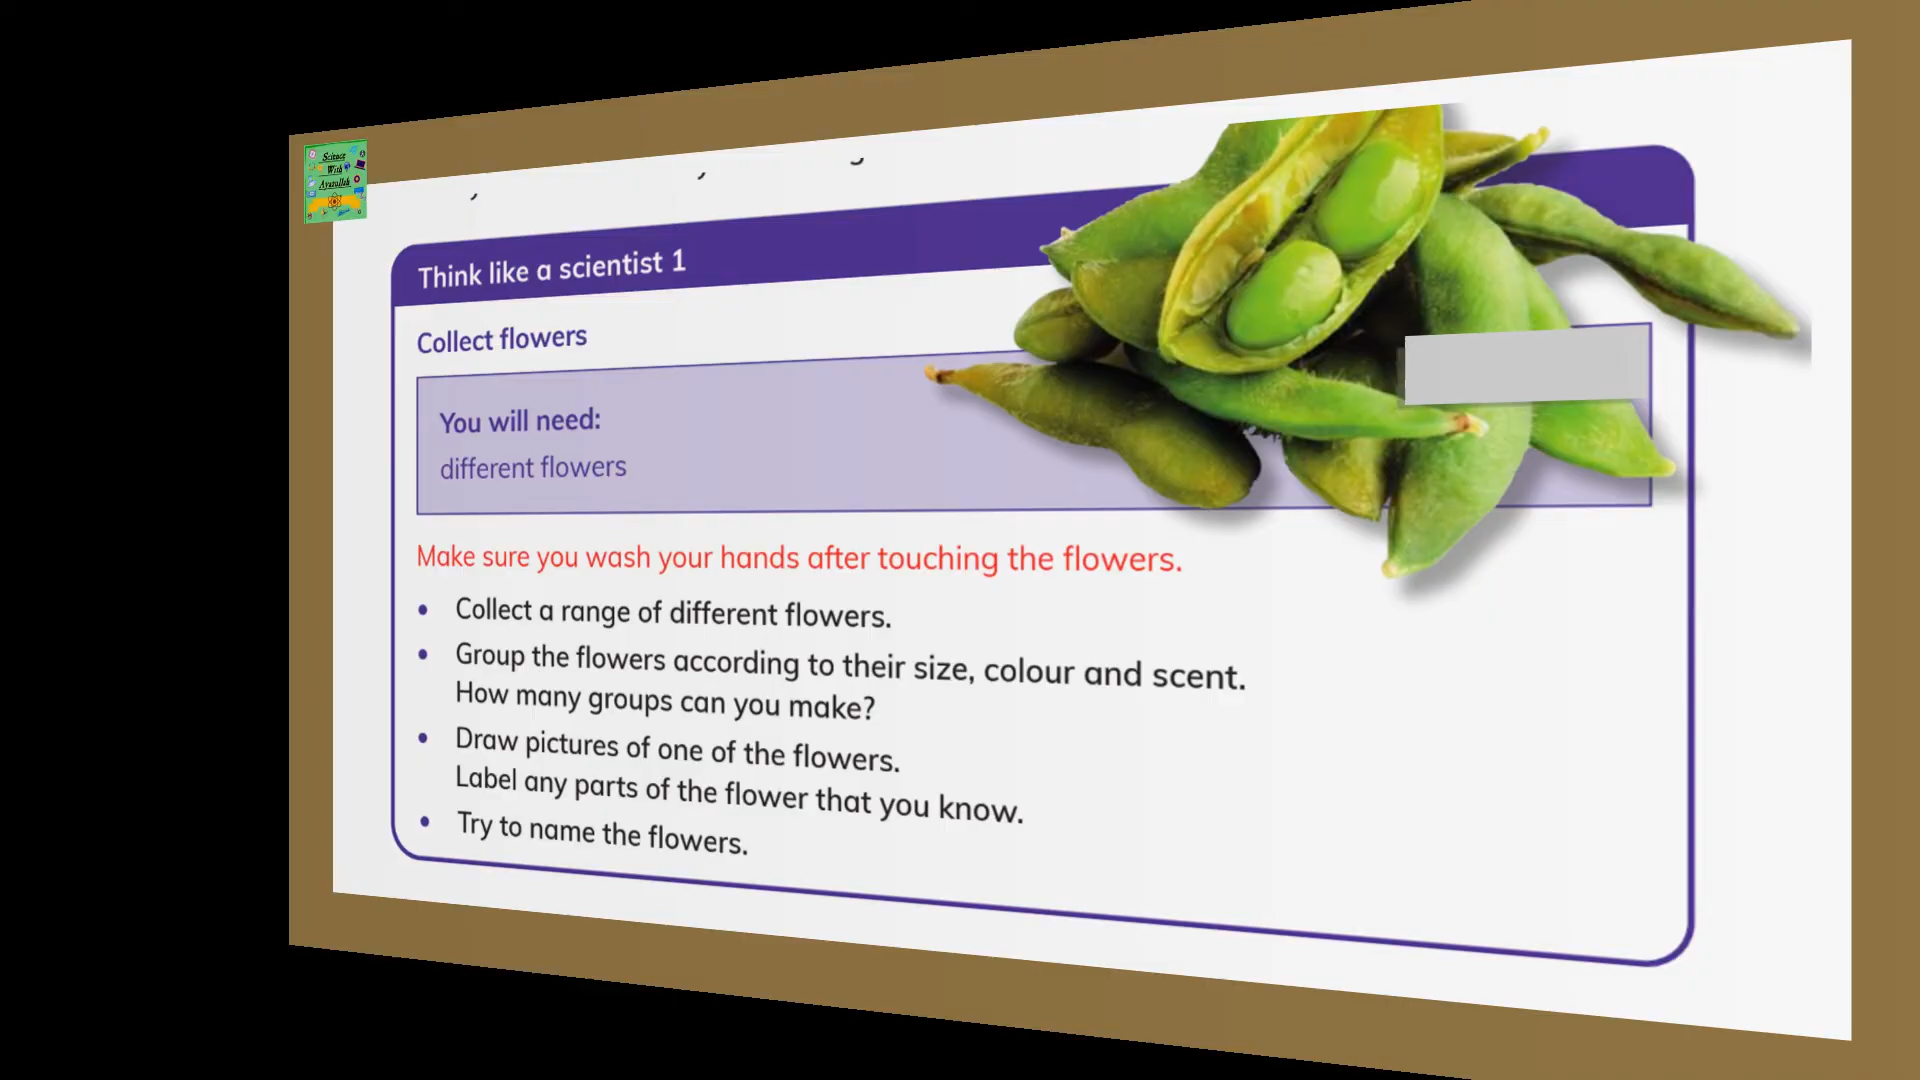 Science
With
Ayatullah
Think like a scientist 1
Collect flowers
You will need:
different flowers
Make sure you wash your hands after touching the flowers.
• Collect a range of different flowers.
• Group the flowers according to their size, colour and scent.
How many groups can you make?
• Draw pictures of one of the flowers.
Label any parts of the flower that you know.
• Try to name the flowers.